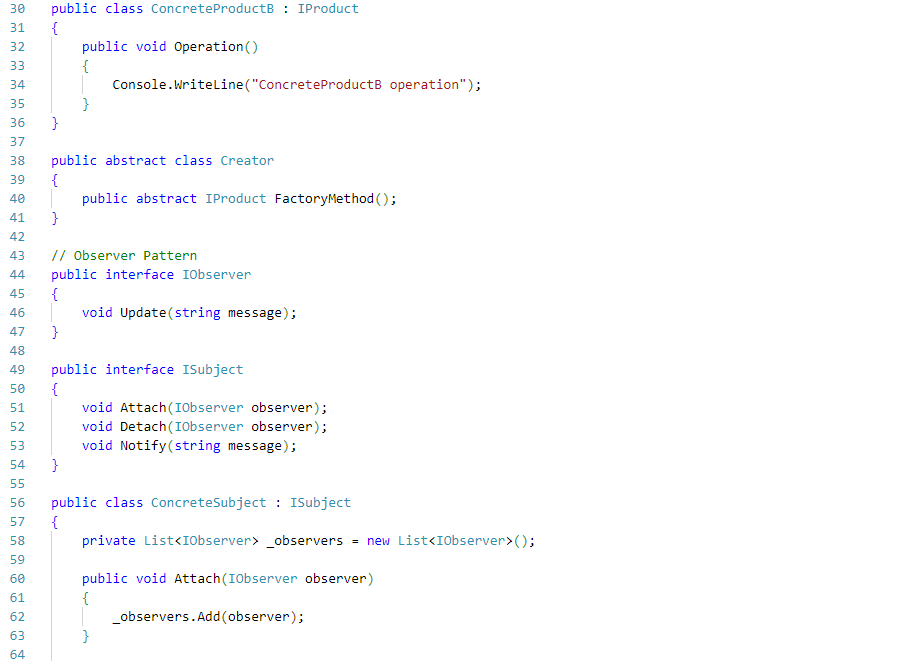 30 public class ConcreteProductB : IProduct
31 {
32     public void Operation()
33     {
34         Console.WriteLine("ConcreteProductB operation");
35     }
36 }
37
38 public abstract class Creator
39 {
40     public abstract IProduct FactoryMethod();
41 }
42
43 // Observer Pattern
44 public interface IObserver
45 {
46     void Update(string message);
47 }
48
49 public interface ISubject
50 {
51     void Attach(IObserver observer);
52     void Detach(IObserver observer);
53     void Notify(string message);
54 }
55
56 public class ConcreteSubject : ISubject
57 {
58     private List<IObserver> _observers = new List<IObserver>();
59
60     public void Attach(IObserver observer)
61     {
62         _observers.Add(observer);
63     }
64